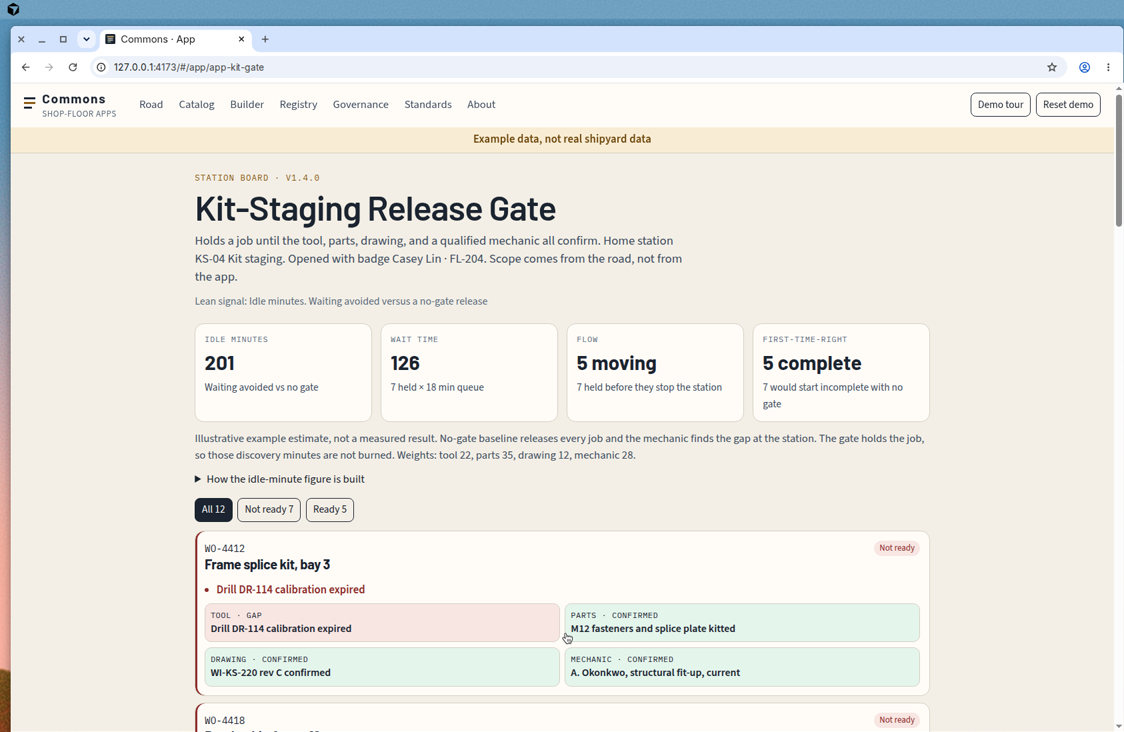 Commons · App
127.0.0.1:4173/#/app/app-kit-gate
Commons
SHOP-FLOOR APPS
Road
Catalog
Builder
Registry
Governance
Standards
About
Demo tour
Reset demo
Example data, not real shipyard data
STATION BOARD · V1.4.0
Kit-Staging Release Gate
Holds a job until the tool, parts, drawing, and a qualified mechanic all confirm. Home station
KS-04 Kit staging. Opened with badge Casey Lin · FL-204. Scope comes from the road, not from
the app.
Lean signal: Idle minutes. Waiting avoided versus a no-gate release
IDLE MINUTES
201
Waiting avoided vs no gate
WAIT TIME
126
7 held × 18 min queue
FLOW
5 moving
7 held before they stop the station
FIRST-TIME-RIGHT
5 complete
7 would start incomplete with no
gate
Illustrative example estimate, not a measured result. No-gate baseline releases every job and the mechanic finds the gap at the station. The gate holds the job,
so those discovery minutes are not burned. Weights: tool 22, parts 35, drawing 12, mechanic 28.
How the idle-minute figure is built
All 12
Not ready 7
Ready 5
WO-4412
Not ready
Frame splice kit, bay 3
Drill DR-114 calibration expired
TOOL · GAP
Drill DR-114 calibration expired
PARTS · CONFIRMED
M12 fasteners and splice plate kitted
DRAWING · CONFIRMED
WI-KS-220 rev C confirmed
MECHANIC · CONFIRMED
A. Okonkwo, structural fit-up, current
WO-4418
Not ready